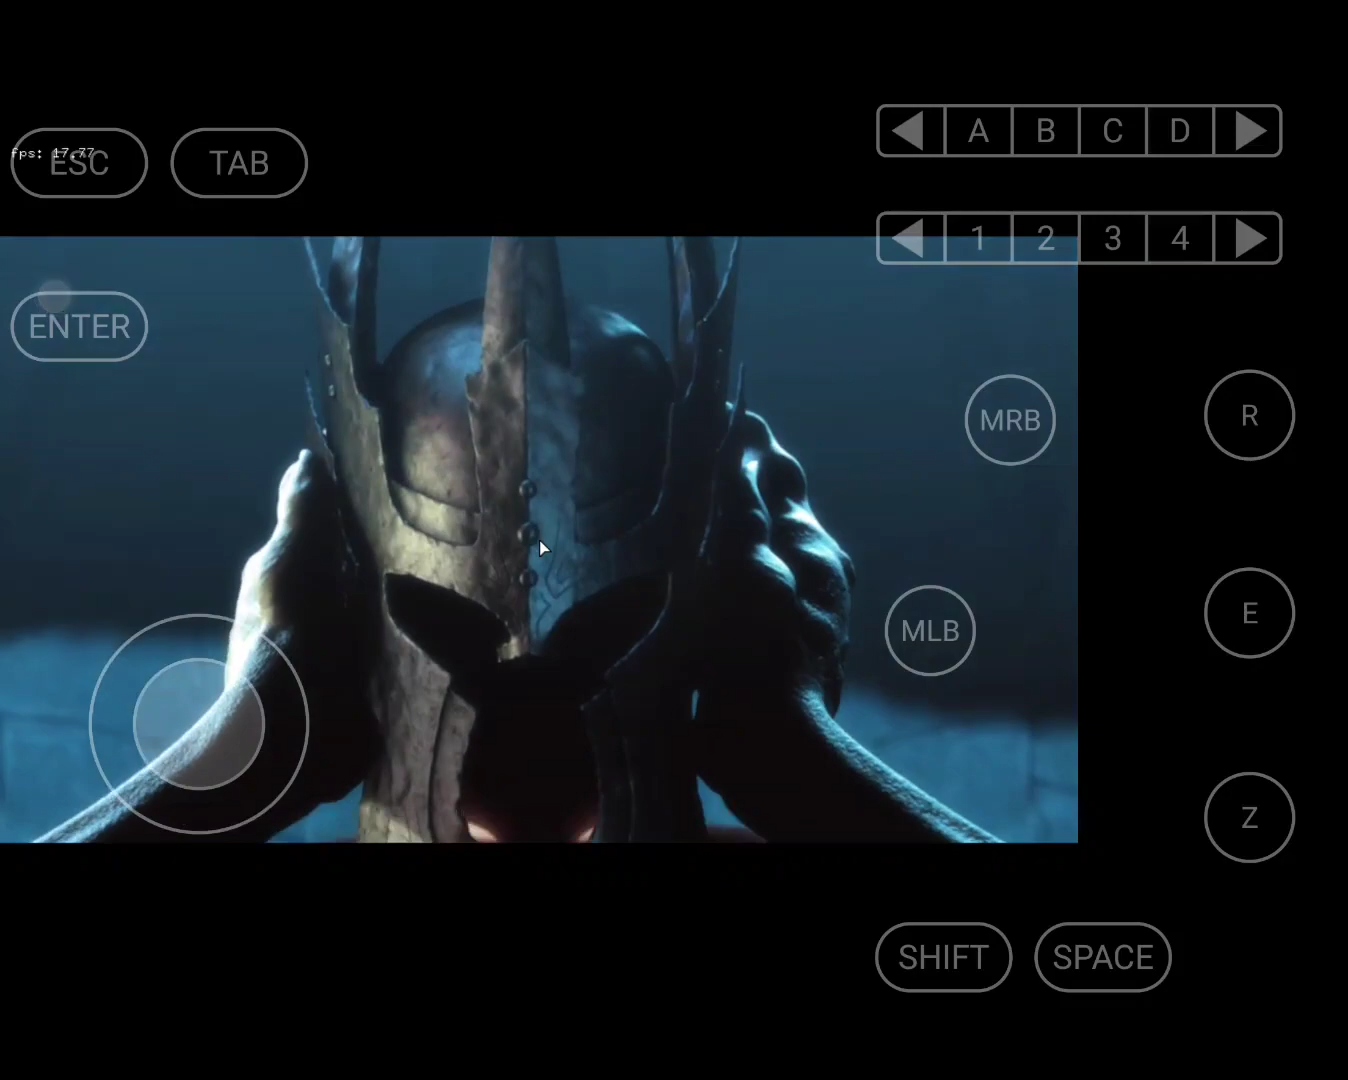 A B C D
fps: 17.77
ESC TAB
1 2 3 4
ENTER
MRB R
E
MLB
Z
SHIFT SPACE